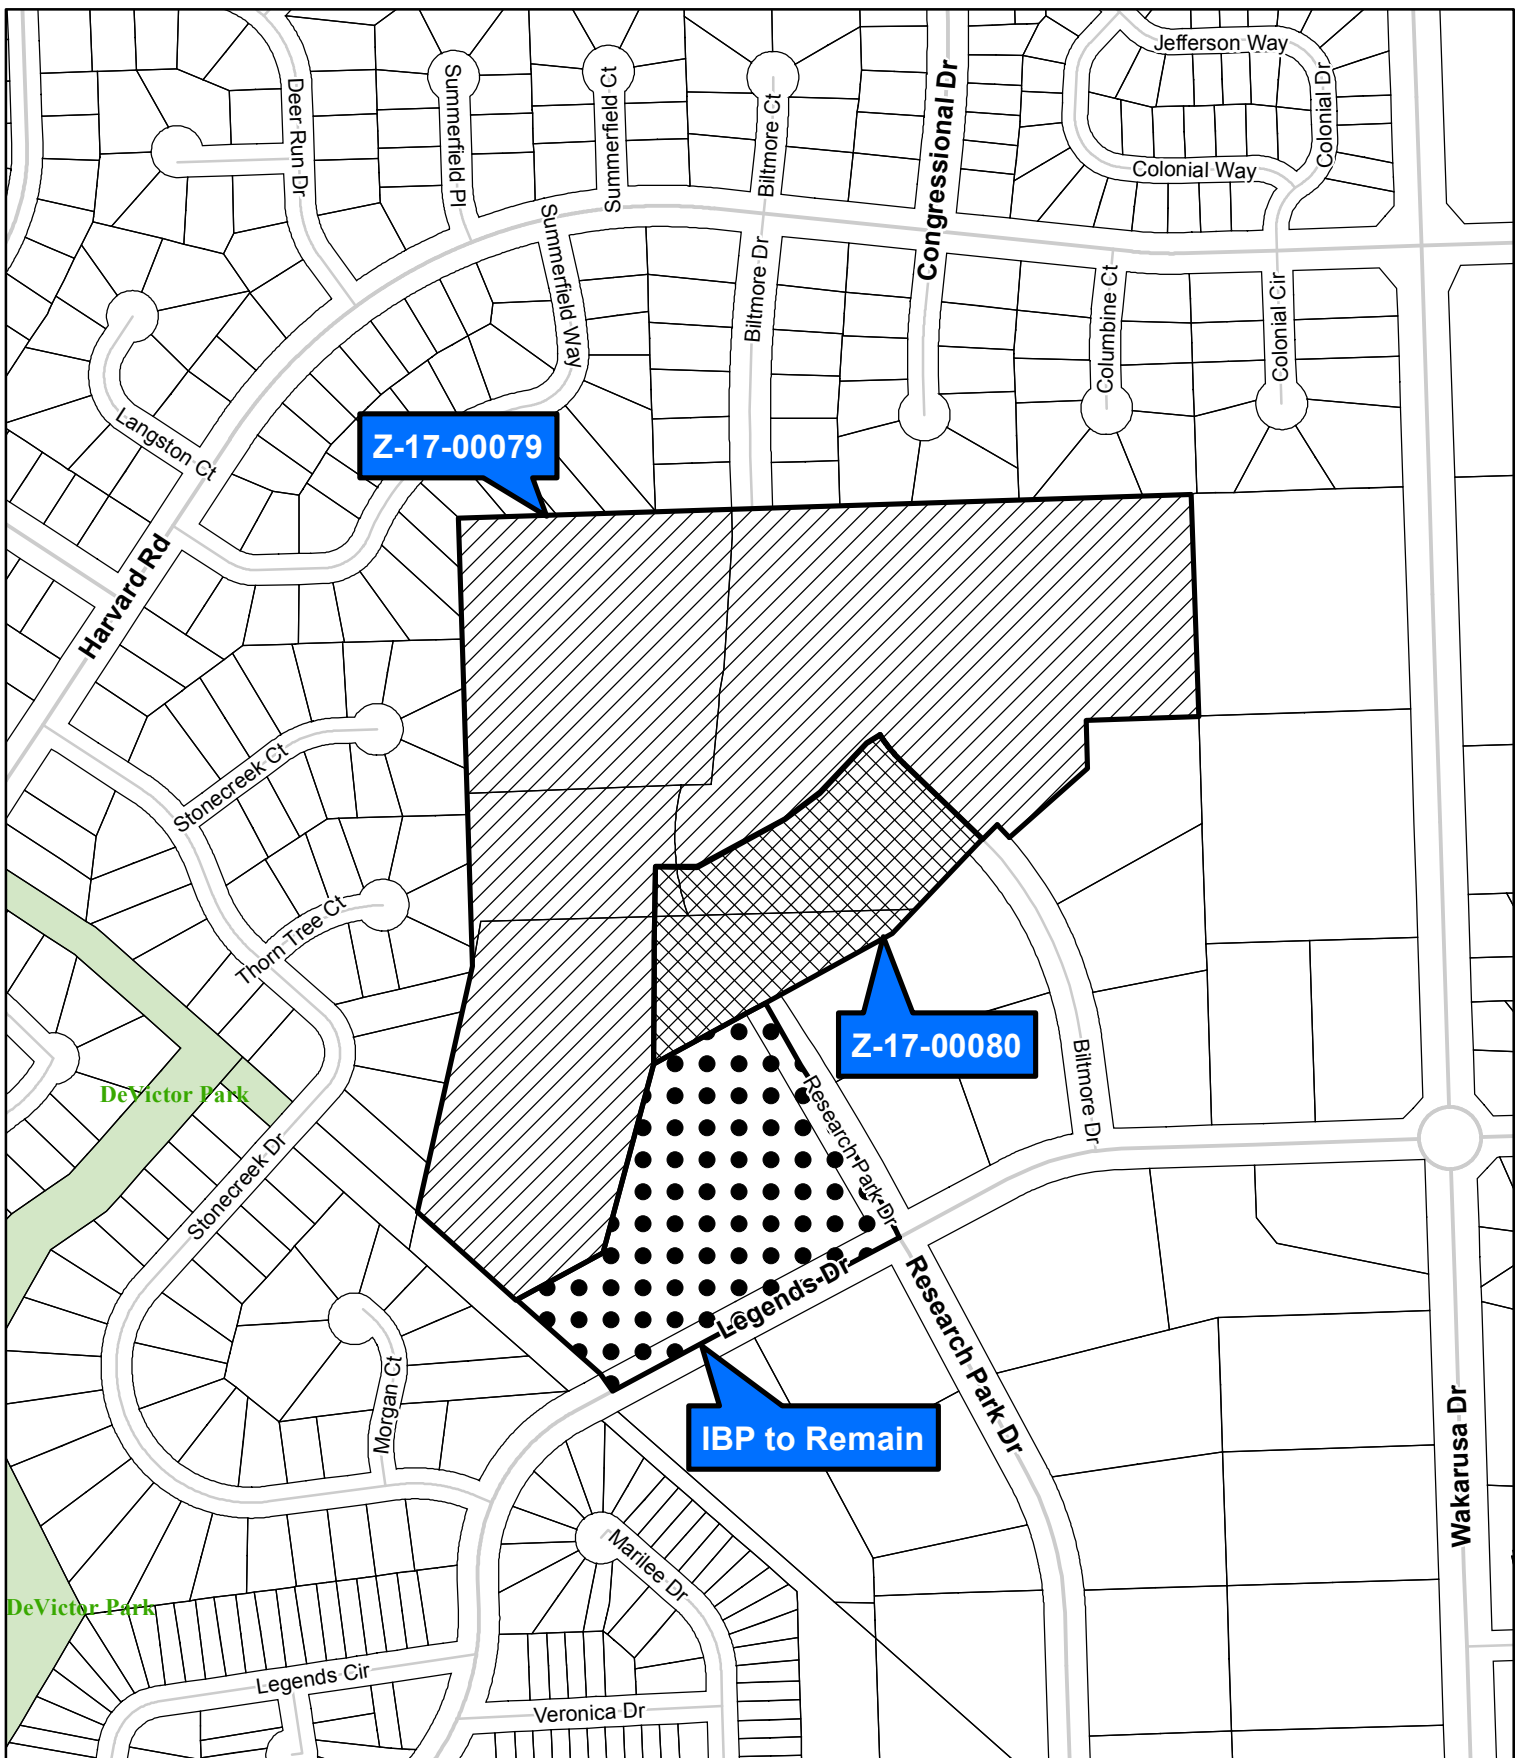 Jefferson Way
Colonial Dr
Colonial Way
Deer Run Dr
Summerfield Pl
Summerfield Ct
Biltmore Ct
Congressional Dr
Summerfield Way
Biltmore Dr
Columbine Ct
Colonial Cir
Langston Ct
Z-17-00079
Harvard Rd
Stonecreek Ct
Thorn Tree Ct
Z-17-00080
DeVictor Park
Research Park Dr
Biltmore Dr
Stonecreek Dr
Legends Dr
Research Park Dr
Morgan Ct
IBP to Remain
Wakarusa Dr
Marilee Dr
DeVictor Park
Legends Cir
Veronica Dr